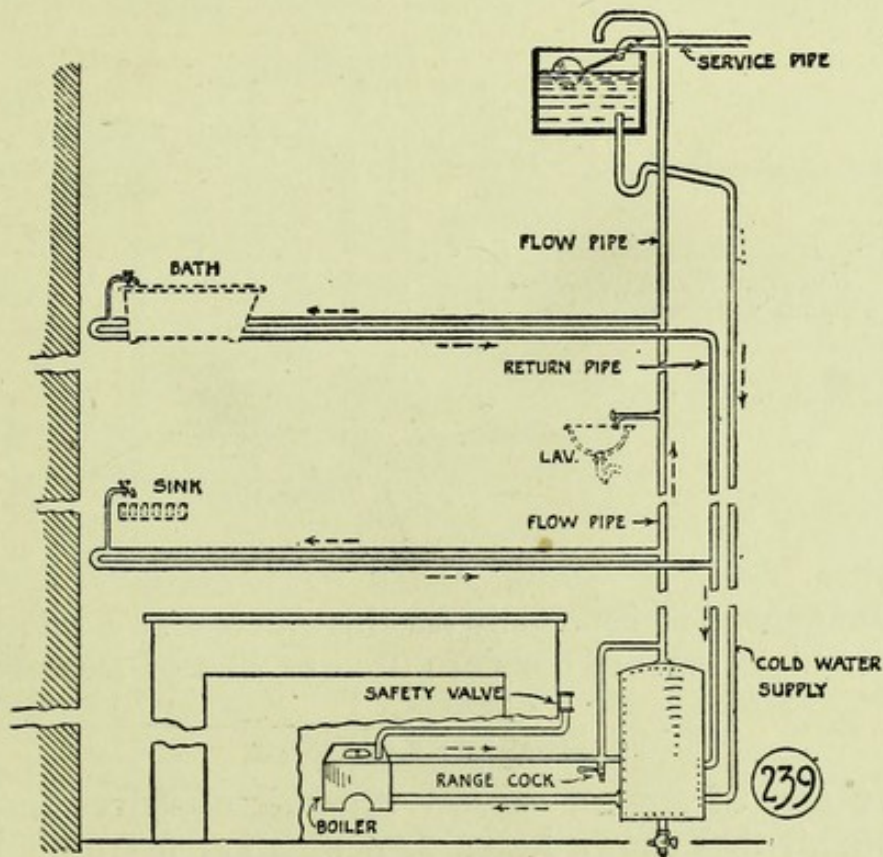 SERVICE PIPE
FLOW PIPE
BATH
RETURN PIPE
LAV.
SINK
FLOW PIPE
COLD WATER
SUPPLY
SAFETY VALVE
RANGE COCK
239
BOILER